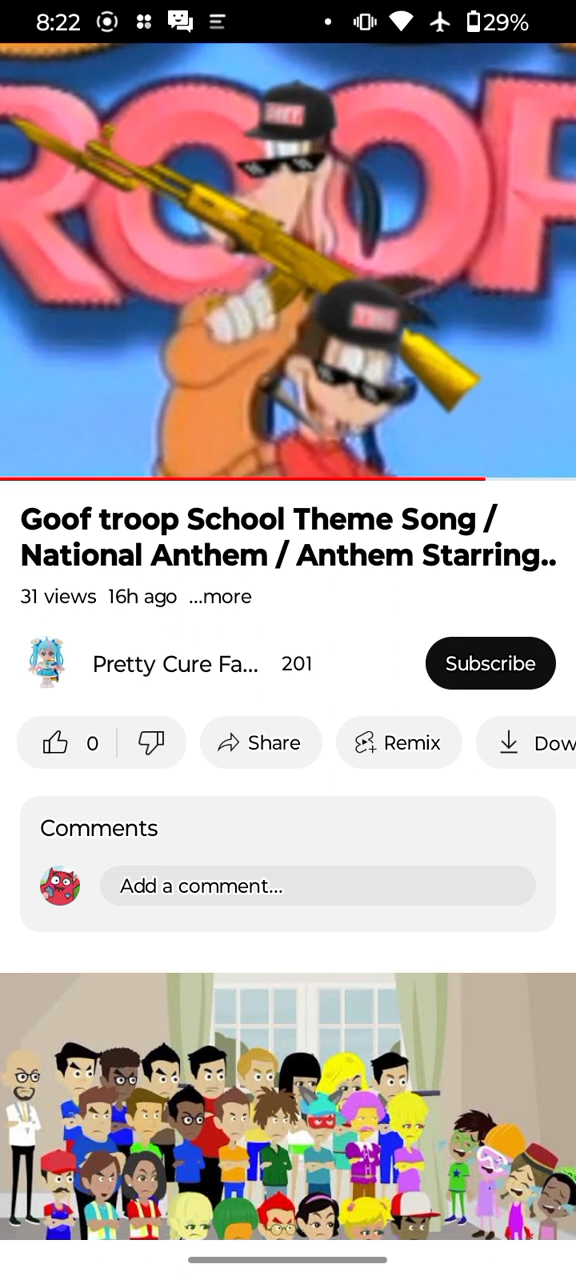 8:22 29%
ROOP
Goof troop School Theme Song /
National Anthem / Anthem Starring..
31 views 16h ago ...more
Pretty Cure Fa... 201 Subscribe
0 Share Remix Dow
Comments
Add a comment...